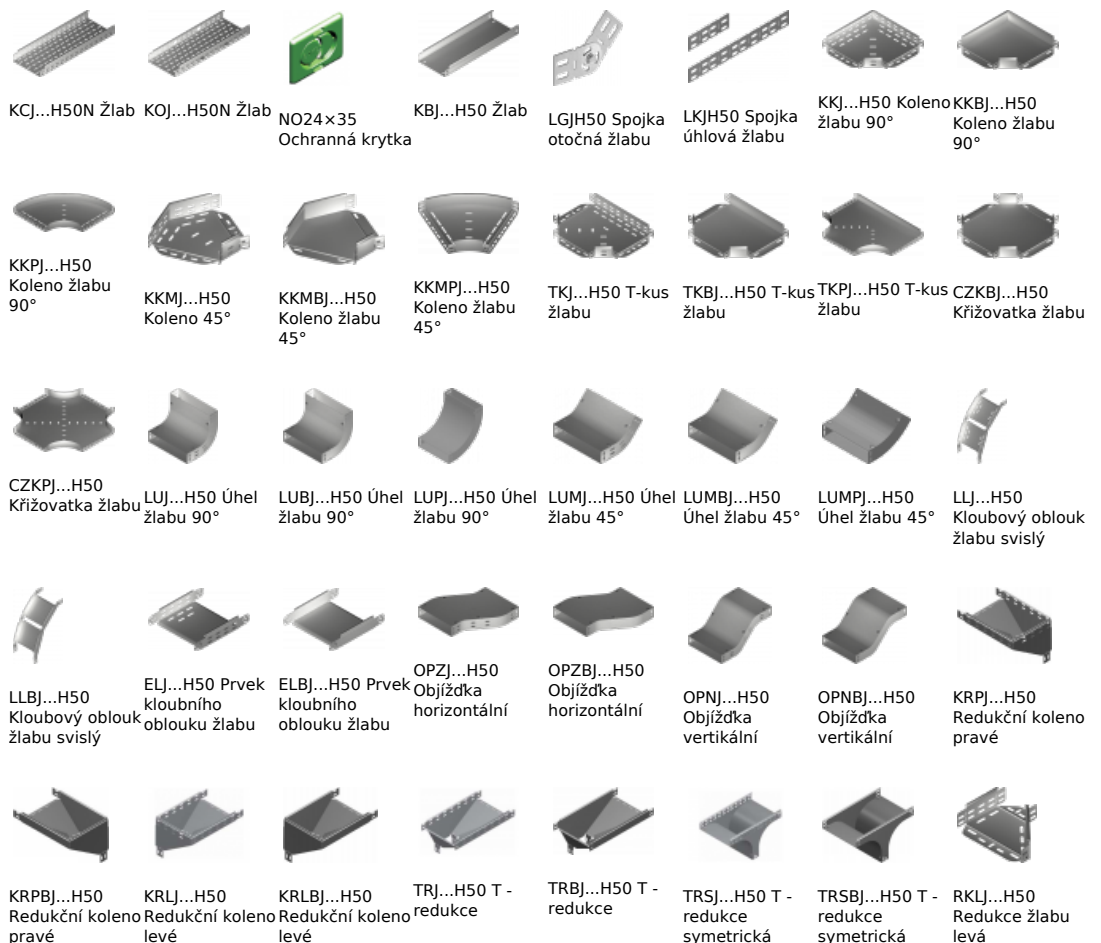 KCJ...H50N Žlab
KOJ...H50N Žlab
NO24×35
Ochranná krytka
KBJ...H50 Žlab
LGJH50 Spojka
otočná žlabu
LKJH50 Spojka
úhlová žlabu
KKJ...H50 Koleno
žlabu 90°
KKBJ...H50
Koleno žlabu
90°
KKPJ...H50
Koleno žlabu
90°
KKMJ...H50
Koleno 45°
KKMBJ...H50
Koleno žlabu
45°
KKMPJ...H50
Koleno žlabu
45°
TKJ...H50 T-kus
žlabu
TKBJ...H50 T-kus
žlabu
TKPJ...H50 T-kus
žlabu
CZKBJ...H50
Křižovatka žlabu
CZKPJ...H50
Křižovatka žlabu
LUJ...H50 Úhel
žlabu 90°
LUBJ...H50 Úhel
žlabu 90°
LUPJ...H50 Úhel
žlabu 90°
LUMJ...H50 Úhel
žlabu 45°
LUMBJ...H50
Úhel žlabu 45°
LUMPJ...H50
Úhel žlabu 45°
LLJ...H50
Kloubový oblouk
žlabu svislý
LLBJ...H50
Kloubový oblouk
žlabu svislý
ELJ...H50 Prvek
kloubního
oblouku žlabu
ELBJ...H50 Prvek
kloubního
oblouku žlabu
OPZJ...H50
Objížďka
horizontální
OPZBJ...H50
Objížďka
horizontální
OPNJ...H50
Objížďka
vertikální
OPNBJ...H50
Objížďka
vertikální
KRPJ...H50
Redukční koleno
pravé
KRPBJ...H50
Redukční koleno
pravé
KRLJ...H50
Redukční koleno
levé
KRLBJ...H50
Redukční koleno
levé
TRJ...H50 T -
redukce
TRBJ...H50 T -
redukce
TRSJ...H50 T -
redukce
symetrická
TRSBJ...H50 T -
redukce
symetrická
RKLJ...H50
Redukce žlabu
levá